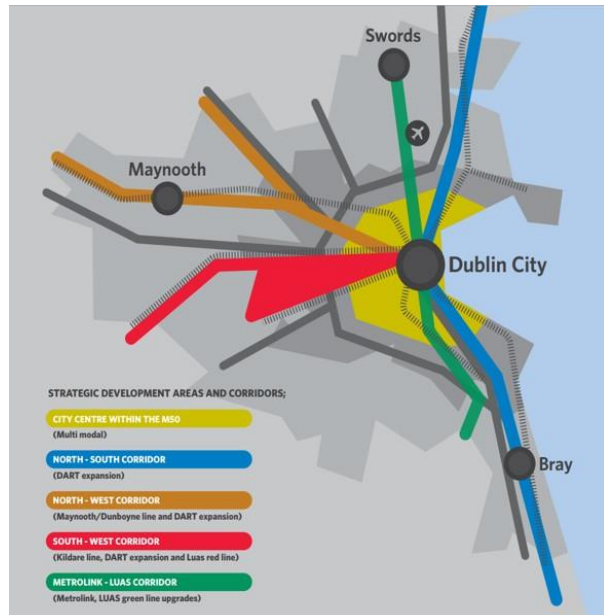 Swords
Maynooth
Dublin City
Bray
STRATEGIC DEVELOPMENT AREAS AND CORRIDORS;
CITY CENTRE WITHIN THE M50
(Multi modal)
NORTH - SOUTH CORRIDOR
(DART expansion)
NORTH - WEST CORRIDOR
(Maynooth/Dunboyne line and DART expansion)
SOUTH - WEST CORRIDOR
(Kildare line, DART expansion and Luas red line)
METROLINK - LUAS CORRIDOR
(Metrolink, LUAS green line upgrades)